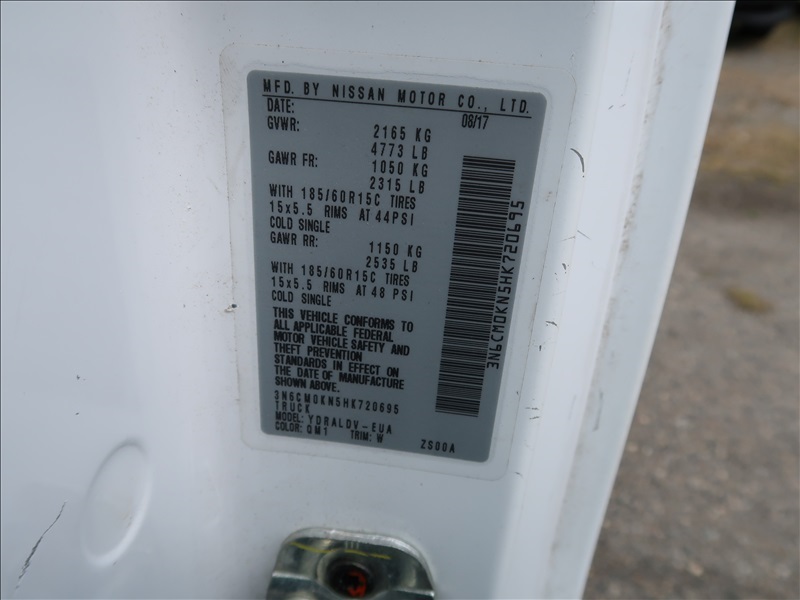 MFD. BY NISSAN MOTOR CO., LTD.
DATE: 08/17
GVWR: 2165 KG
4773 LB
GAWR FR: 1050 KG
2315 LB
WITH 185/60R15C TIRES
15x5.5 RIMS AT 44PSI
COLD SINGLE
GAWR RR: 1150 KG
2535 LB
WITH 185/60R15C TIRES
15x5.5 RIMS AT 48 PSI
COLD SINGLE
THIS VEHICLE CONFORMS TO
ALL APPLICABLE FEDERAL
MOTOR VEHICLE SAFETY AND
THEFT PREVENTION
STANDARDS IN EFFECT ON
THE DATE OF MANUFACTURE
SHOWN ABOVE.
3N6CM0KN5HK720695
TRUCK
MODEL: YDRALDV-EUA
COLOR: QM1 TRIM: W ZS00A
3N6CM0KN5HK720695